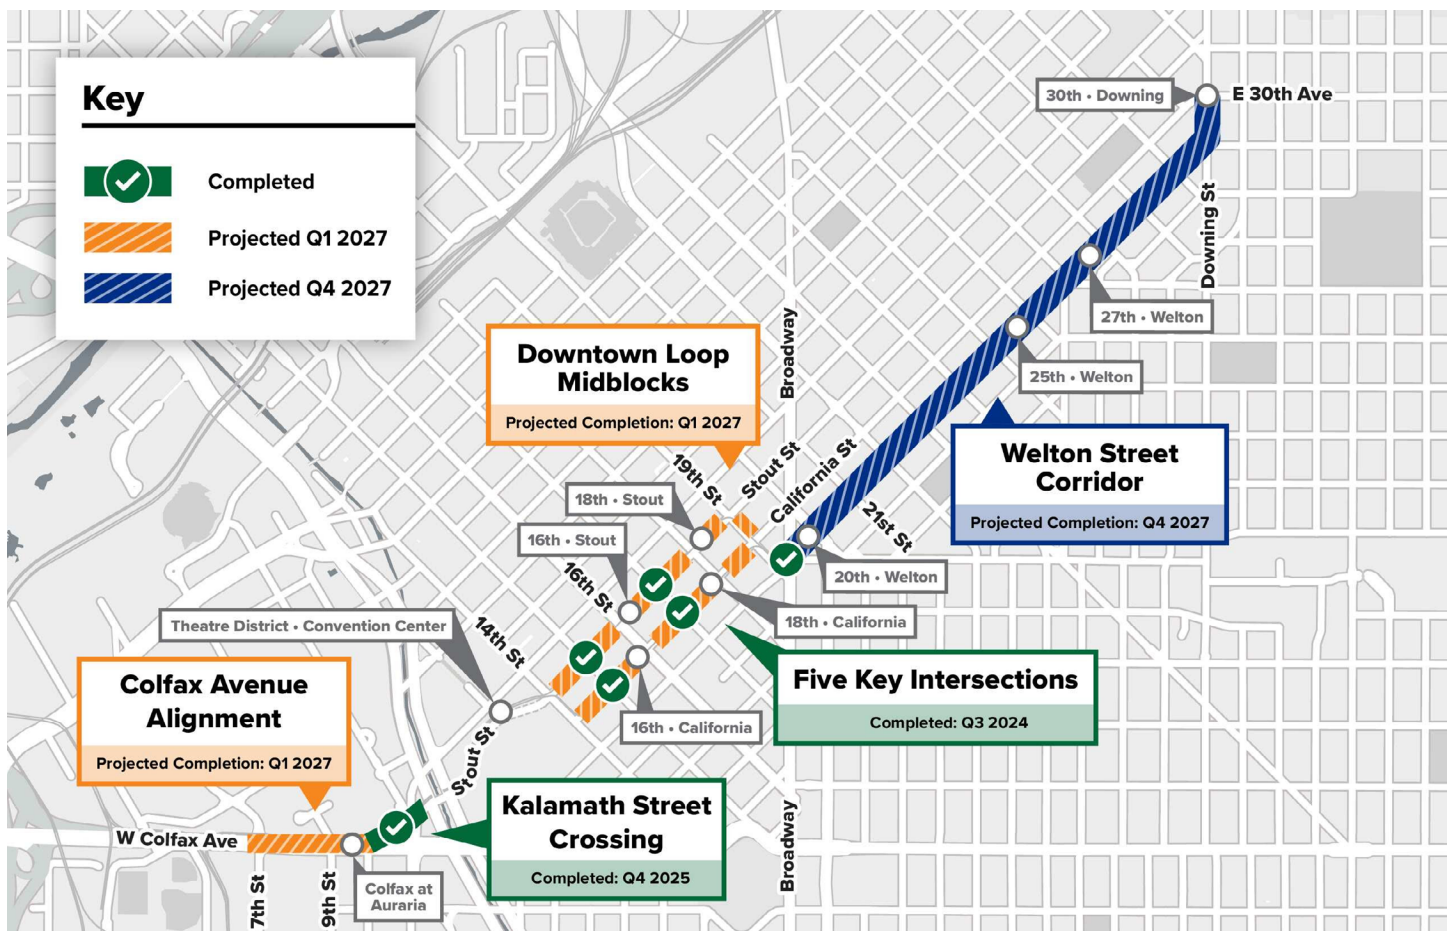 Key
Completed
Projected Q1 2027
Projected Q4 2027
30th • Downing
E 30th Ave
Downing St
27th • Welton
25th • Welton
Broadway
Downtown Loop
Midblocks
Projected Completion: Q1 2027
Welton Street
Corridor
Projected Completion: Q4 2027
19th St
Stout St
California St
21st St
18th • Stout
16th • Stout
16th St
20th • Welton
18th • California
Theatre District • Convention Center
14th St
Five Key Intersections
Completed: Q3 2024
16th • California
Colfax Avenue
Alignment
Projected Completion: Q1 2027
Stout St
Kalamath Street
Crossing
Completed: Q4 2025
Broadway
W Colfax Ave
7th St
9th St
Colfax at
Auraria